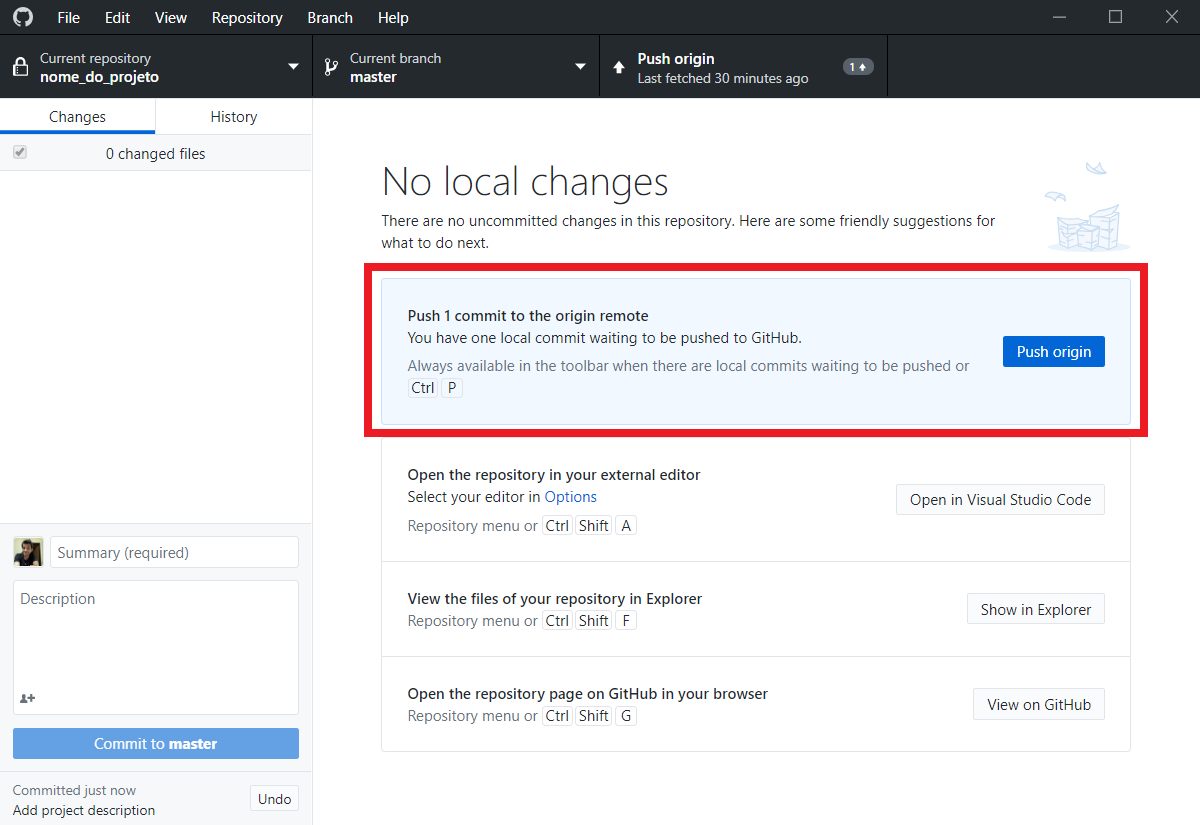 File Edit View Repository Branch Help
Current repository
nome_do_projeto
Current branch
master
Push origin
Last fetched 30 minutes ago
1
Changes History
0 changed files
No local changes
There are no uncommitted changes in this repository. Here are some friendly suggestions for
what to do next.
Push 1 commit to the origin remote
You have one local commit waiting to be pushed to GitHub.
Always available in the toolbar when there are local commits waiting to be pushed or
Ctrl P
Push origin
Open the repository in your external editor
Select your editor in Options
Repository menu or Ctrl Shift A
Open in Visual Studio Code
View the files of your repository in Explorer
Repository menu or Ctrl Shift F
Show in Explorer
Open the repository page on GitHub in your browser
Repository menu or Ctrl Shift G
View on GitHub
Summary (required)
Description
Commit to master
Committed just now
Add project description
Undo